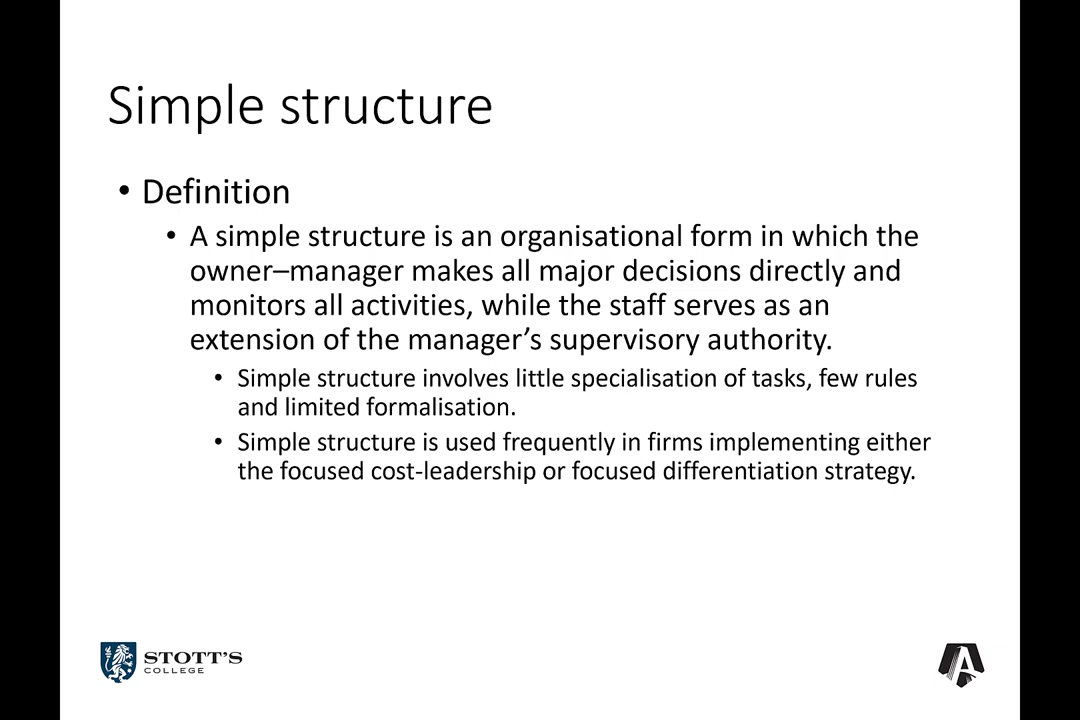 Simple structure
• Definition
• A simple structure is an organisational form in which the
owner–manager makes all major decisions directly and
monitors all activities, while the staff serves as an
extension of the manager’s supervisory authority.
• Simple structure involves little specialisation of tasks, few rules
and limited formalisation.
• Simple structure is used frequently in firms implementing either
the focused cost-leadership or focused differentiation strategy.
STOTT'S
COLLEGE
A